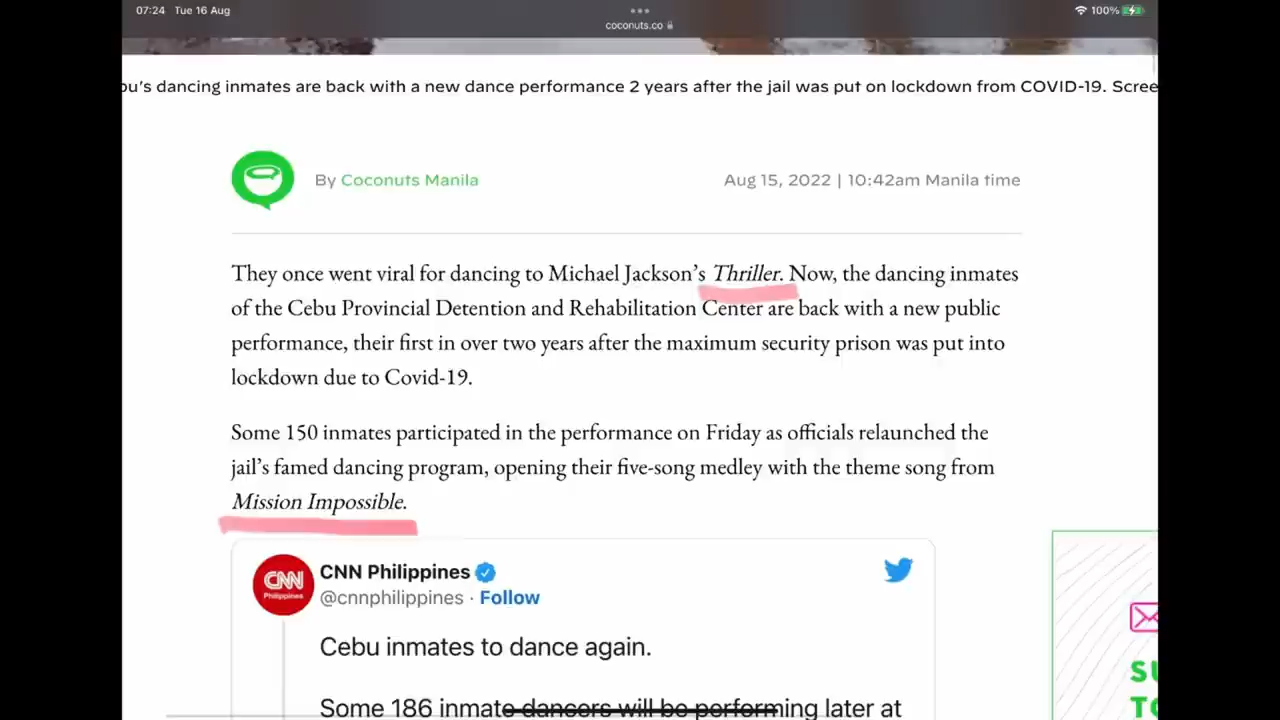 07:24 Tue 16 Aug
coconuts.co
100%
bu's dancing inmates are back with a new dance performance 2 years after the jail was put on lockdown from COVID-19. Scree
By Coconuts Manila
Aug 15, 2022 | 10:42am Manila time
They once went viral for dancing to Michael Jackson's Thriller. Now, the dancing inmates
of the Cebu Provincial Detention and Rehabilitation Center are back with a new public
performance, their first in over two years after the maximum security prison was put into
lockdown due to Covid-19.
Some 150 inmates participated in the performance on Friday as officials relaunched the
jail's famed dancing program, opening their five-song medley with the theme song from
Mission Impossible.
CNN Philippines
CNN Philippines
@cnnphilippines · Follow
Cebu inmates to dance again.
Some 186 inmate dancers will be performing later at
SU
TO